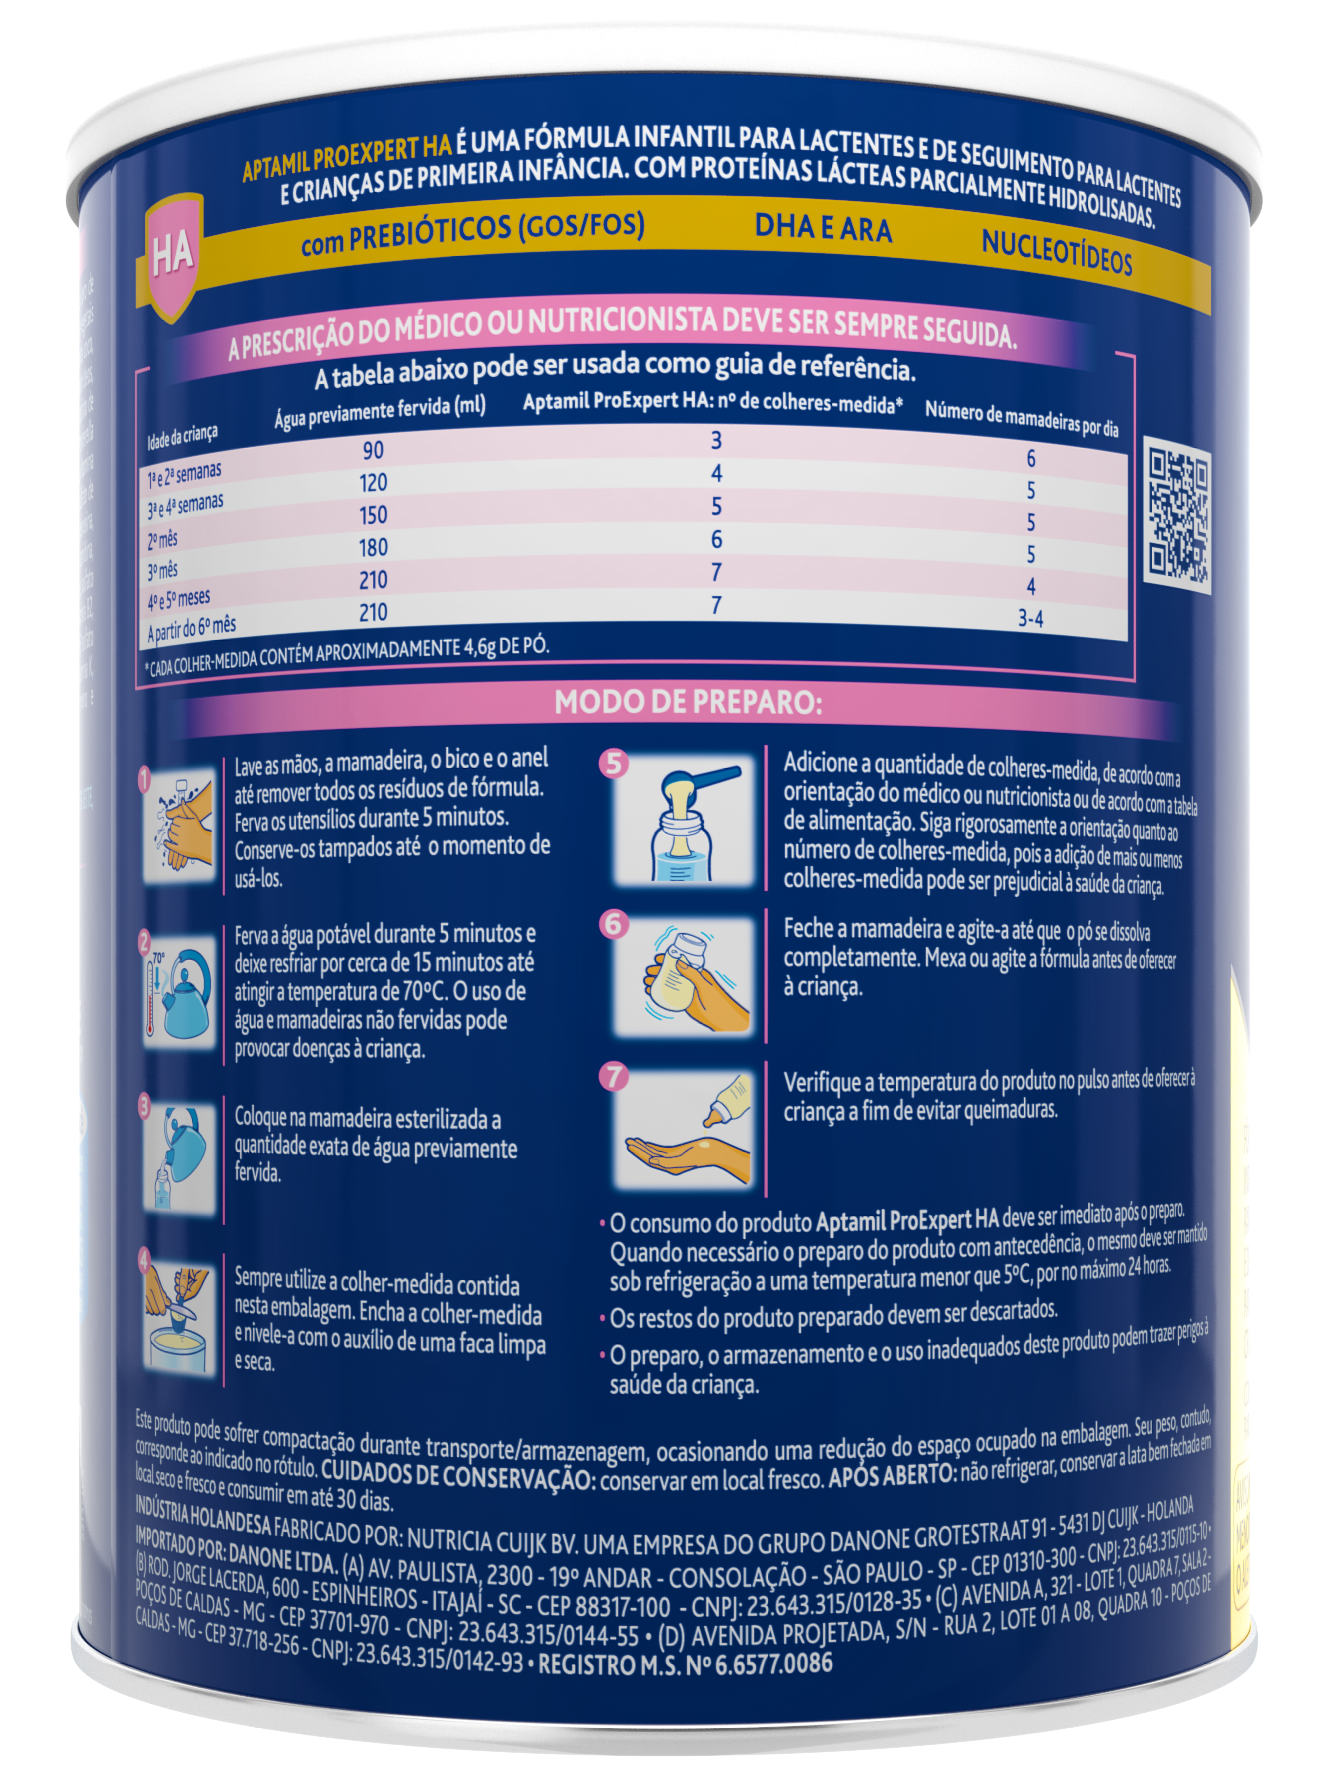 APTAMIL PROEXPERT HA É UMA FÓRMULA INFANTIL PARA LACTENTES E DE SEGUIMENTO PARA LACTENTES
E CRIANÇAS DE PRIMEIRA INFÂNCIA. COM PROTEÍNAS LÁCTEAS PARCIALMENTE HIDROLISADAS.
HA
com PREBIÓTICOS (GOS/FOS) DHA E ARA NUCLEOTÍDEOS
A PRESCRIÇÃO DO MÉDICO OU NUTRICIONISTA DEVE SER SEMPRE SEGUIDA.
A tabela abaixo pode ser usada como guia de referência.
Idade da criança Água previamente fervida (ml) Aptamil ProExpert HA: nº de colheres-medida* Número de mamadeiras por dia
1ª e 2ª semanas 90 3 6
3ª e 4ª semanas 120 4 5
2º mês 150 5 5
3º mês 180 6 5
4º e 5º meses 210 7 4
A partir do 6º mês 210 7 3-4
*CADA COLHER-MEDIDA CONTÉM APROXIMADAMENTE 4,6g DE PÓ.
MODO DE PREPARO:
1
Lave as mãos, a mamadeira, o bico e o anel
até remover todos os resíduos de fórmula.
Ferva os utensílios durante 5 minutos.
Conserve-os tampados até o momento de
usá-los.
2
70°
Ferva a água potável durante 5 minutos e
deixe resfriar por cerca de 15 minutos até
atingir a temperatura de 70ºC. O uso de
água e mamadeiras não fervidas pode
provocar doenças à criança.
3
Coloque na mamadeira esterilizada a
quantidade exata de água previamente
fervida.
4
Sempre utilize a colher-medida contida
nesta embalagem. Encha a colher-medida
e nivele-a com o auxílio de uma faca limpa
e seca.
5
Adicione a quantidade de colheres-medida, de acordo com a
orientação do médico ou nutricionista ou de acordo com a tabela
de alimentação. Siga rigorosamente a orientação quanto ao
número de colheres-medida, pois a adição de mais ou menos
colheres-medida pode ser prejudicial à saúde da criança.
6
Feche a mamadeira e agite-a até que o pó se dissolva
completamente. Mexa ou agite a fórmula antes de oferecer
à criança.
7
Verifique a temperatura do produto no pulso antes de oferecer à
criança a fim de evitar queimaduras.
• O consumo do produto Aptamil ProExpert HA deve ser imediato após o preparo.
Quando necessário o preparo do produto com antecedência, o mesmo deve ser mantido
sob refrigeração a uma temperatura menor que 5ºC, por no máximo 24 horas.
• Os restos do produto preparado devem ser descartados.
• O preparo, o armazenamento e o uso inadequados deste produto podem trazer perigos à
saúde da criança.
Este produto pode sofrer compactação durante transporte/armazenagem, ocasionando uma redução do espaço ocupado na embalagem. Seu peso, contudo,
corresponde ao indicado no rótulo. CUIDADOS DE CONSERVAÇÃO: conservar em local fresco. APÓS ABERTO: não refrigerar, conservar a lata bem fechada em
local seco e fresco e consumir em até 30 dias.
INDÚSTRIA HOLANDESA FABRICADO POR: NUTRICIA CUIJK BV. UMA EMPRESA DO GRUPO DANONE GROTESTRAAT 91 - 5431 DJ CUIJK - HOLANDA
IMPORTADO POR: DANONE LTDA. (A) AV. PAULISTA, 2300 - 19º ANDAR - CONSOLAÇÃO - SÃO PAULO - SP - CEP 01310-300 - CNPJ: 23.643.315/0115-10 •
(B) ROD. JORGE LACERDA, 600 - ESPINHEIROS - ITAJAÍ - SC - CEP 88317-100 - CNPJ: 23.643.315/0128-35 • (C) AVENIDA A, 321 - LOTE 1, QUADRA 7, SALA 2 -
POÇOS DE CALDAS - MG - CEP 37701-970 - CNPJ: 23.643.315/0144-55 • (D) AVENIDA PROJETADA, S/N - RUA 2, LOTE 01 A 08, QUADRA 10 - POÇOS DE
CALDAS - MG - CEP 37.718-256 - CNPJ: 23.643.315/0142-93 • REGISTRO M.S. Nº 6.6577.0086